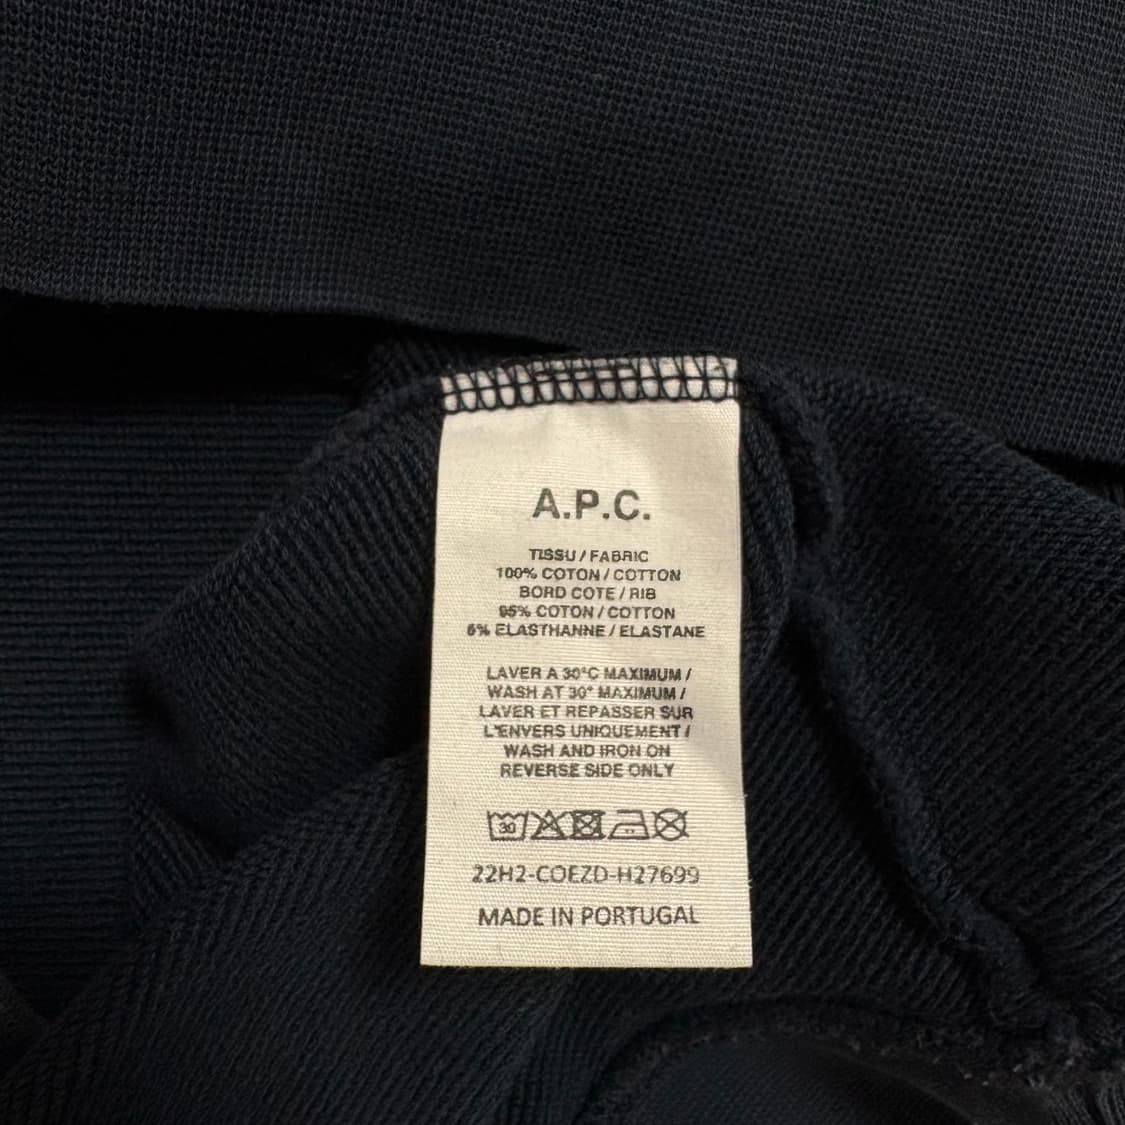 A.P.C.
TISSU / FABRIC
100% COTON / COTTON
BORD COTE / RIB
95% COTON / COTTON
5% ELASTHANNE / ELASTANE
LAVER A 30°C MAXIMUM /
WASH AT 30° MAXIMUM /
LAVER ET REPASSER SUR
L'ENVERS UNIQUEMENT /
WASH AND IRON ON
REVERSE SIDE ONLY
30
22H2-COEZD-H27699
MADE IN PORTUGAL